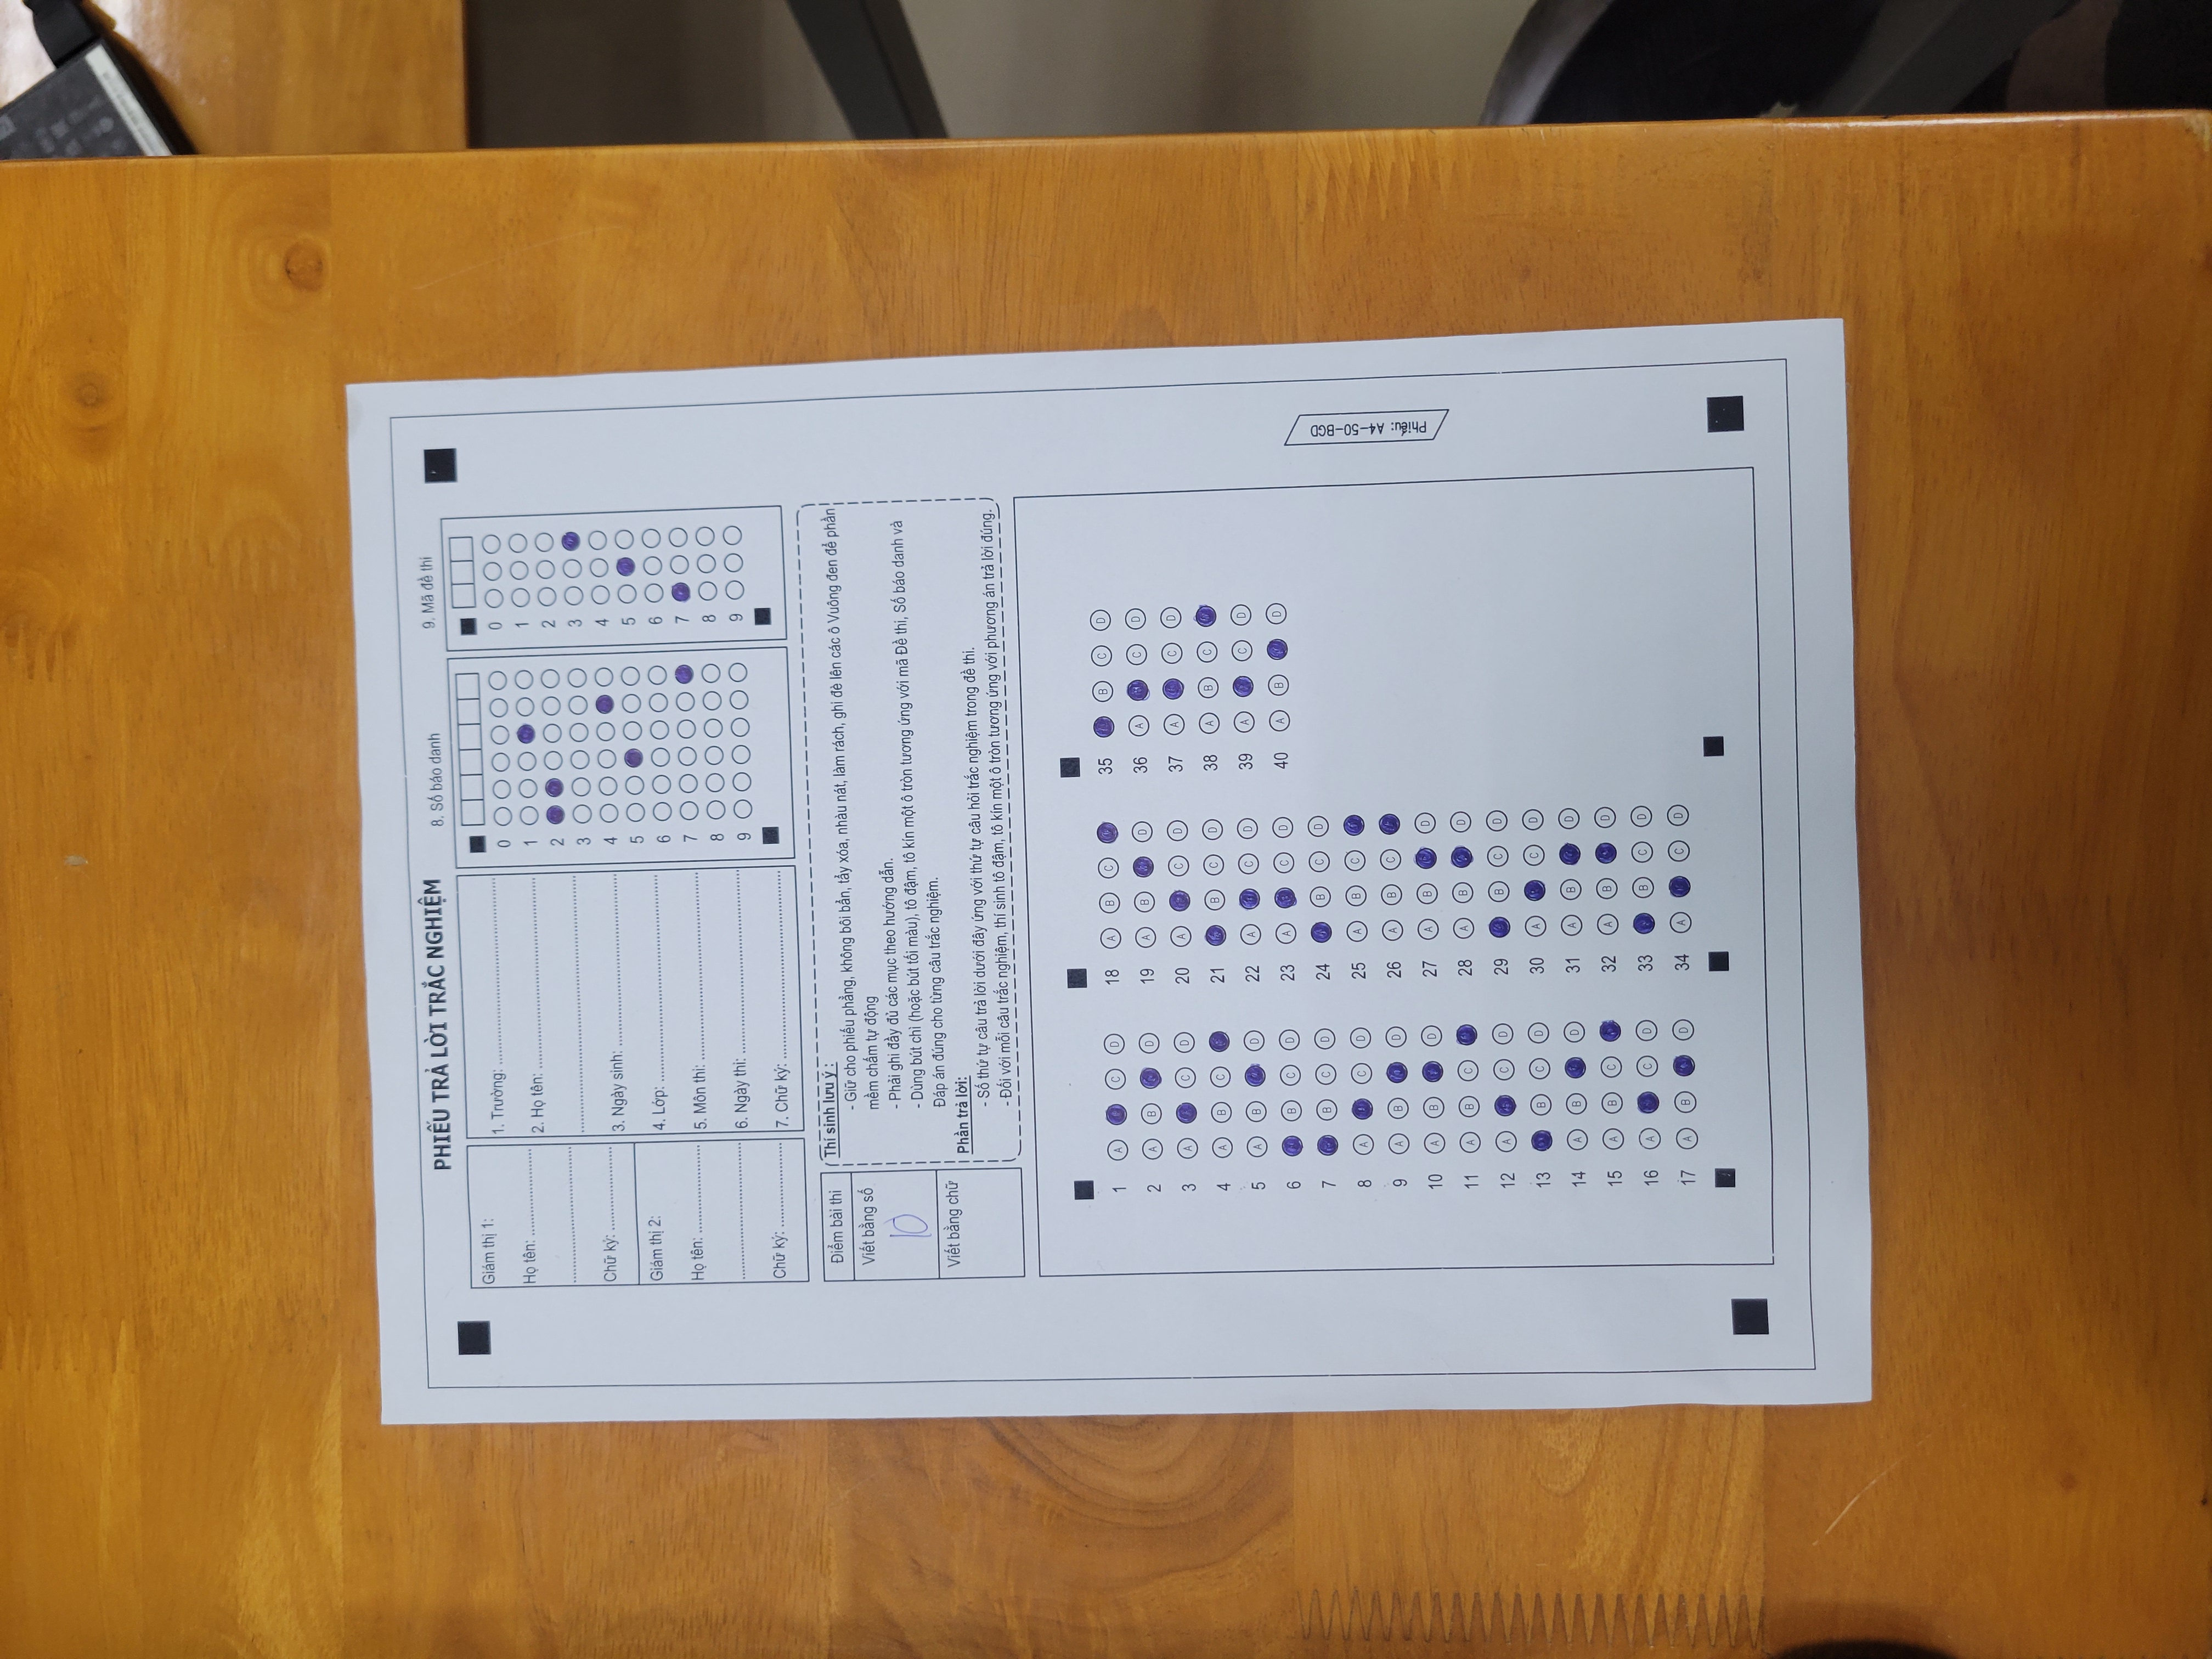 PHIẾU TRẢ LỜI TRẮC NGHIỆM
8. Số báo danh
9. Mã đề thi
Giám thị 1:
Họ tên: ....................
....................
Chữ ký: ....................
Giám thị 2:
Họ tên: ....................
....................
Chữ ký: ....................
1. Trường: ....................
2. Họ tên: ....................
....................
3. Ngày sinh: ....................
4. Lớp: ....................
5. Môn thi: ....................
6. Ngày thi: ....................
7. Chữ ký: ....................
0
1
2
3
4
5
6
7
8
9
0
1
2
3
4
5
6
7
8
9
Điểm bài thi
Viết bằng số
10
Viết bằng chữ
Thí sinh lưu ý :
- Giữ cho phiếu phẳng, không bôi bẩn, tẩy xóa, nhàu nát, làm rách, ghi đè lên các ô Vuông đen để phần
mềm chấm tự động
- Phải ghi đầy đủ các mục theo hướng dẫn.
- Dùng bút chì (hoặc bút tối màu), tô đậm, tô kín một ô tròn tương ứng với mã Đề thi, Số báo danh và
Đáp án đúng cho từng câu trắc nghiệm.
Phần trả lời:
- Số thứ tự câu trả lời dưới đây ứng với thứ tự câu hỏi trắc nghiệm trong đề thi.
- Đối với mỗi câu trắc nghiệm, thí sinh tô đậm, tô kín một ô tròn tương ứng với phương án trả lời đúng.
1 A C D
2 A B D
3 A C D
4 A B C
5 A B D
6 B C D
7 B C D
8 A C D
9 A B D
10 A B D
11 A B C
12 A C D
13 B C D
14 A B D
15 A B C
16 A C D
17 A B D
18 A B C
19 A B D
20 A C D
21 B C D
22 A C D
23 A C D
24 B C D
25 A B C
26 A B C
27 A B D
28 A B D
29 B C D
30 A C D
31 A B D
32 A B D
33 B C D
34 A C D
35 B C D
36 A C D
37 A C D
38 A B C
39 A C D
40 A B D
Phiếu: A4-50-BGD